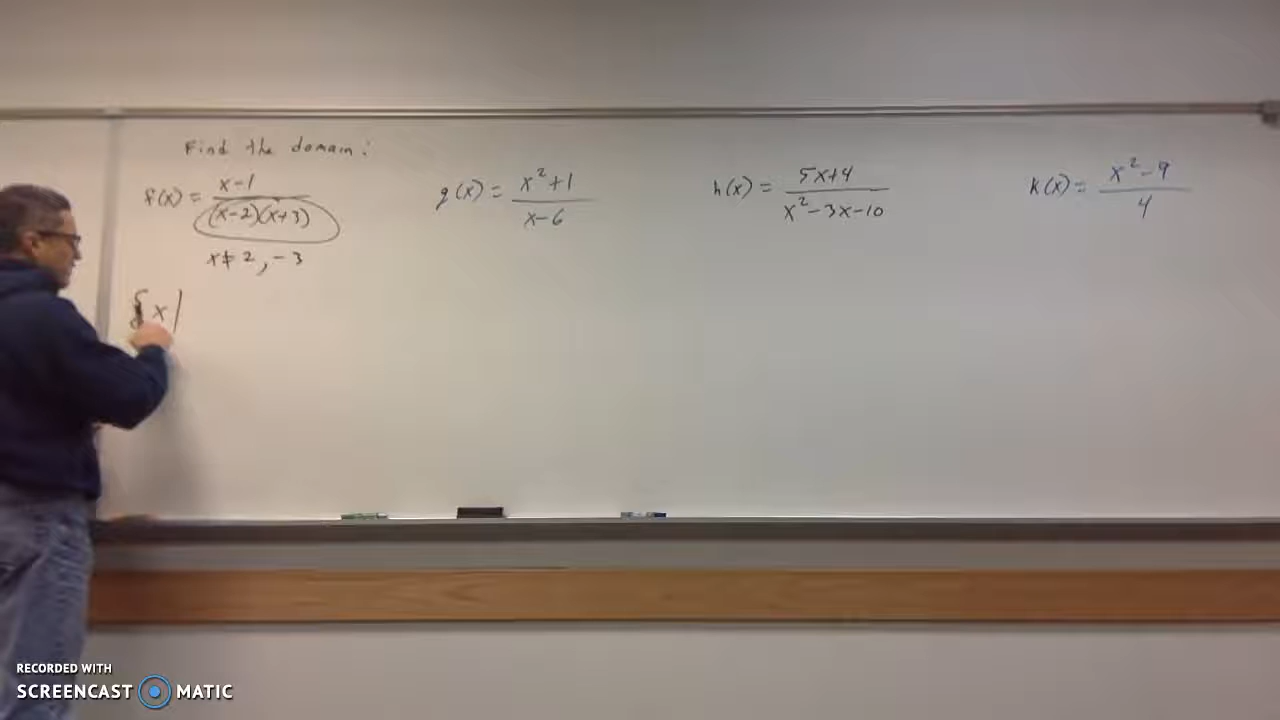 Find the domain:
f(x) = x-1 / (x-2)(x+3)
x ≠ 2, -3
{x|
g(x) = x²+1 / x-6
h(x) = 5x+4 / x²-3x-10
k(x) = x²-9 / 4
RECORDED WITH
SCREENCAST MATIC